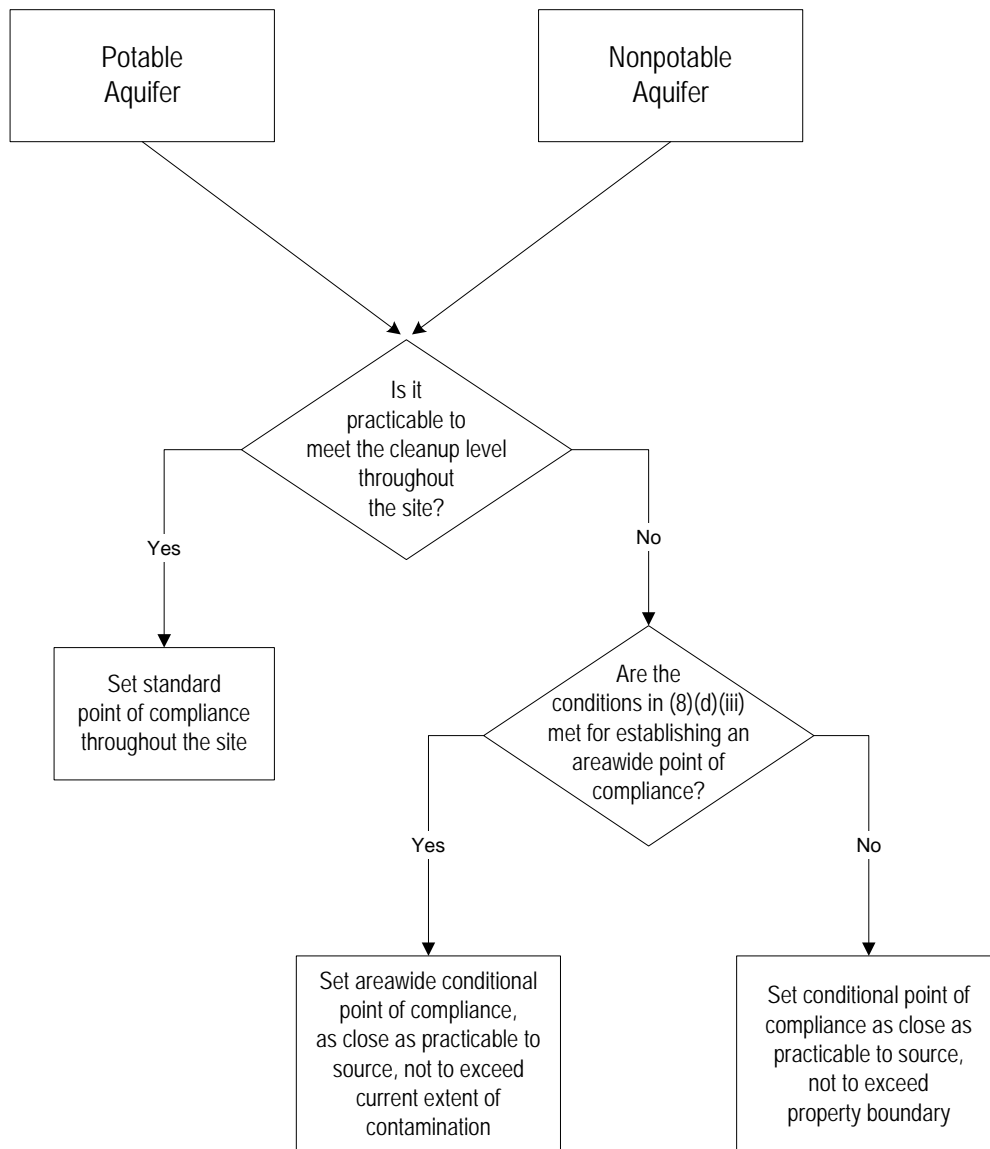 Potable
Aquifer
Nonpotable
Aquifer
Is it
practicable to
meet the cleanup level
throughout
the site?
Yes
No
Set standard
point of compliance
throughout the site
Are the
conditions in (8)(d)(iii)
met for establishing an
areawide point of
compliance?
Yes
No
Set areawide conditional
point of compliance,
as close as practicable to
source, not to exceed
current extent of
contamination
Set conditional point of
compliance as close as
practicable to source,
not to exceed
property boundary